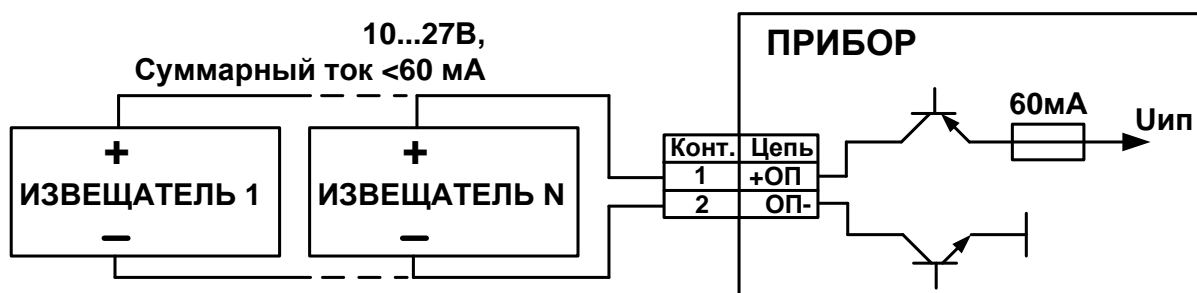 10...27В,
Суммарный ток <60 мА
ПРИБОР
60мА
Uип
+
ИЗВЕЩАТЕЛЬ 1
–
+
ИЗВЕЩАТЕЛЬ N
–
Конт. Цепь
1 +ОП
2 ОП-